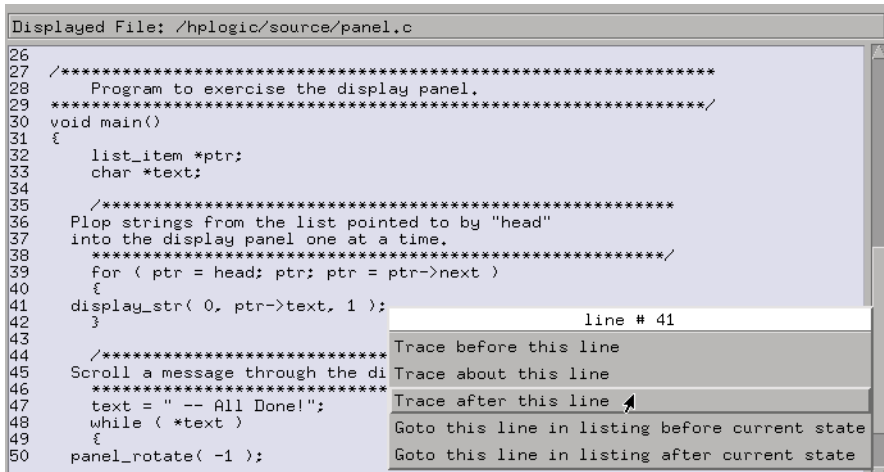 Displayed File: /hplogic/source/panel.c
26
27 /****************************************************************
28 Program to exercise the display panel.
29 ****************************************************************/
30 void main()
31 {
32 list_item *ptr;
33 char *text;
34
35 /********************************************************
36 Plop strings from the list pointed to by "head"
37 into the display panel one at a time.
38 ********************************************************/
39 for ( ptr = head; ptr; ptr = ptr->next )
40 {
41 display_str( 0, ptr->text, 1 );
42 }
43
44 /****************************
45 Scroll a message through the di
46 *****************************
47 text = " -- All Done!";
48 while ( *text )
49 {
50 panel_rotate( -1 );
line # 41
Trace before this line
Trace about this line
Trace after this line
Goto this line in listing before current state
Goto this line in listing after current state